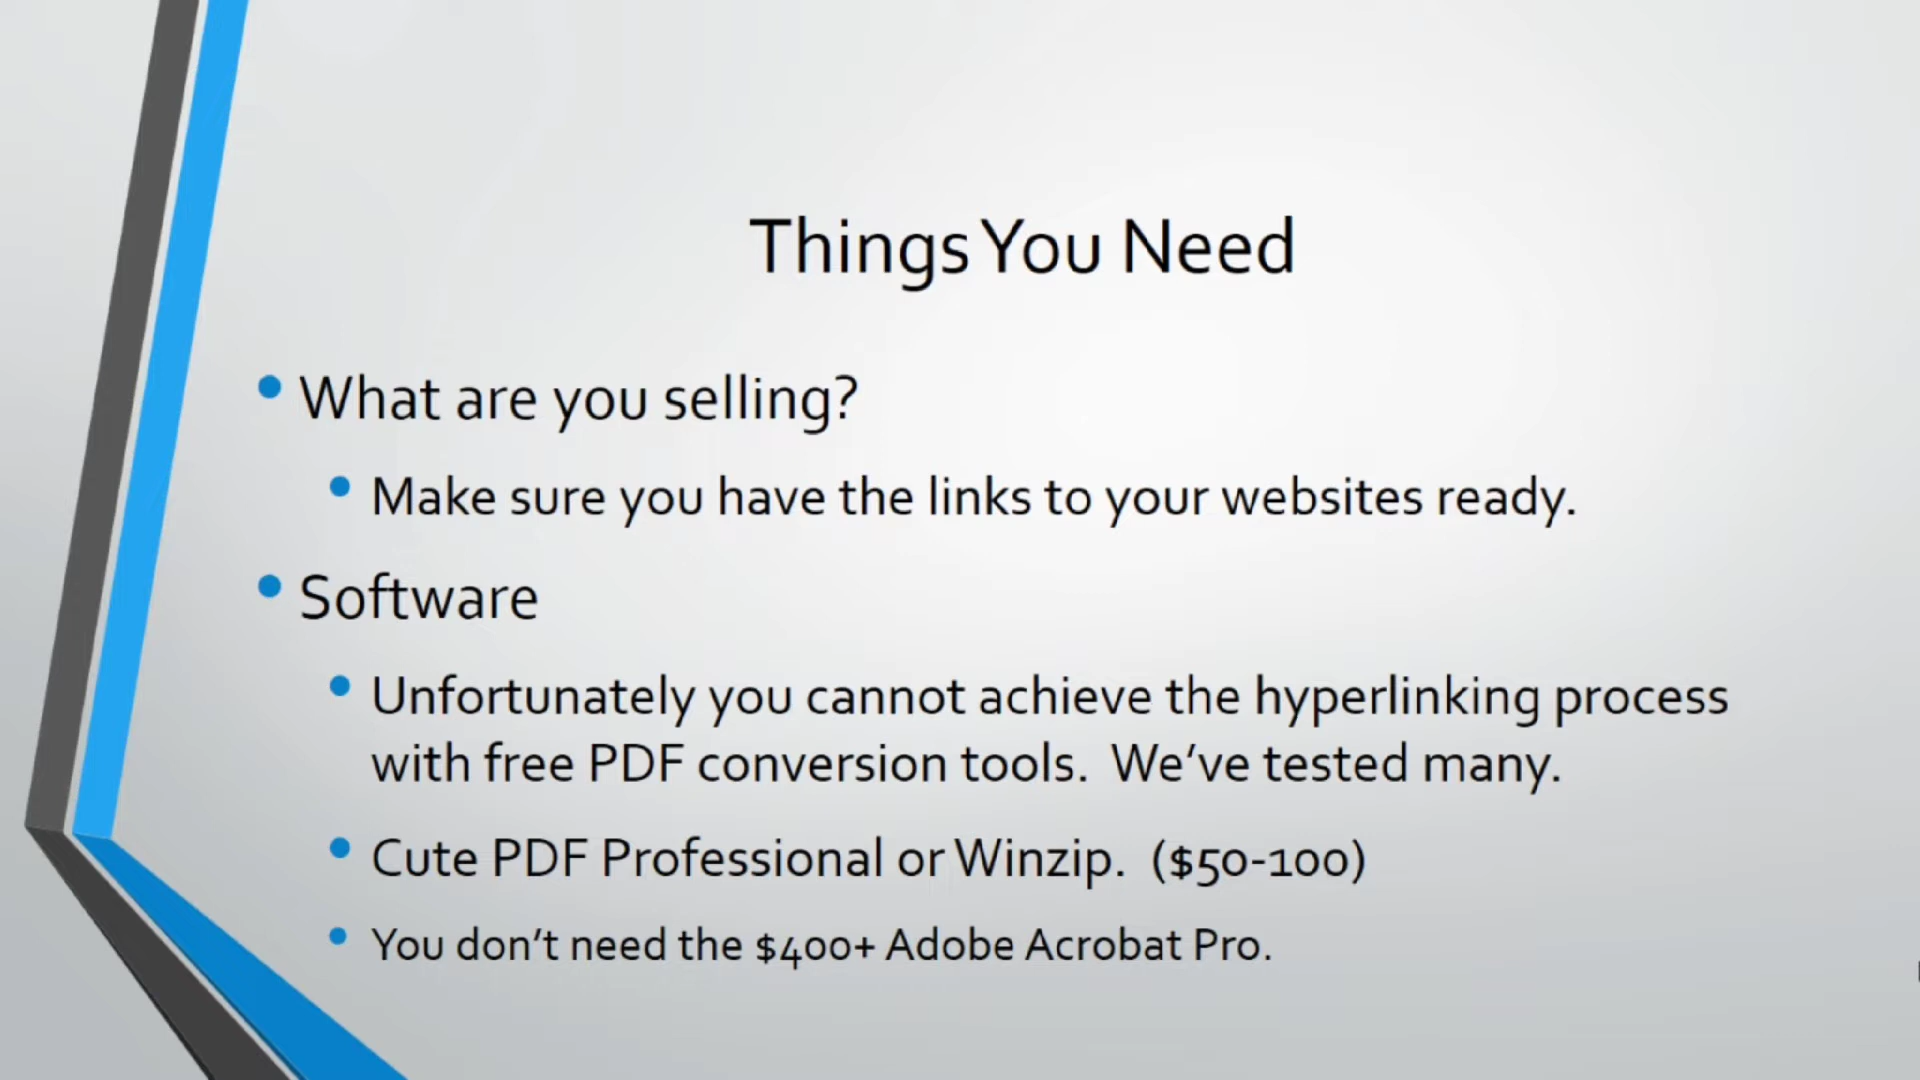 Things You Need
• What are you selling?
• Make sure you have the links to your websites ready.
• Software
• Unfortunately you cannot achieve the hyperlinking process
with free PDF conversion tools.  We’ve tested many.
• Cute PDF Professional or Winzip.  ($50-100)
• You don’t need the $400+ Adobe Acrobat Pro.